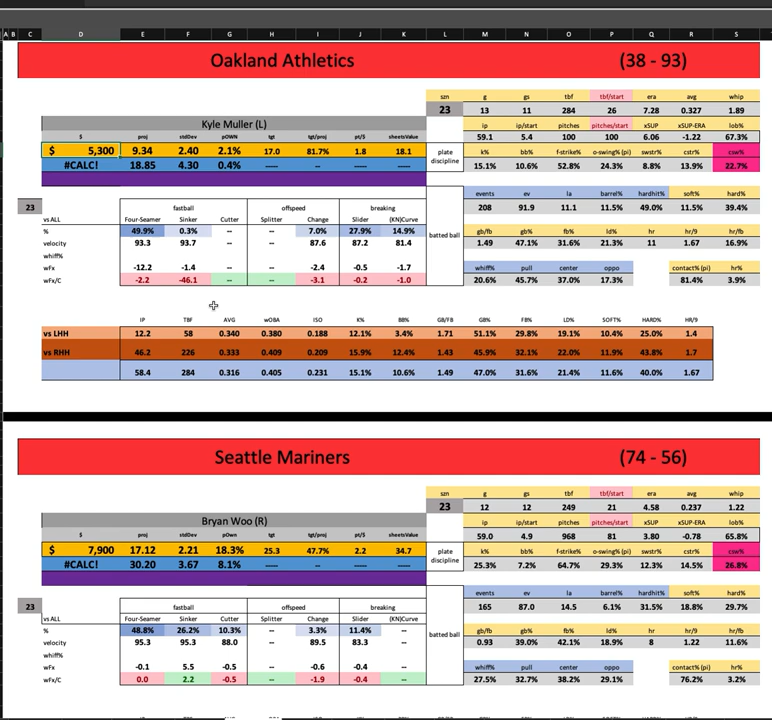 A B C D E F G H I J K L M N O P Q R S
Oakland Athletics (38 - 93)
szn g gs tbf tbf/start era avg whip
23 13 11 284 26 7.28 0.327 1.89
Kyle Muller (L) ip ip/start pitches pitches/start xSUP xSUP-ERA lob%
$ proj stdDev pOWN tgt tgt/proj pt/$ sheetsValue 59.1 5.4 100 100 6.06 -1.22 67.3%
$ 5,300 9.34 2.40 2.1% 17.0 81.7% 1.8 18.1 plate discipline k% bb% f-strike% o-swing% (pi) swstr% cstr% csw%
#CALC! 18.85 4.30 0.4% ---- ---- ---- ---- 15.1% 10.6% 52.8% 24.3% 8.8% 13.9% 22.7%
events ev la barrel% hardhit% soft% hard%
23 fastball offspeed breaking 208 91.9 11.1 11.5% 49.0% 11.5% 39.4%
vs ALL Four-Seamer Sinker Cutter Splitter Change Slider (KN)Curve
% 49.9% 0.3% -- -- 7.0% 27.9% 14.9% batted ball gb/fb gb% fb% ld% hr hr/9 hr/fb
velocity 93.3 93.7 -- -- 87.6 87.2 81.4 1.49 47.1% 31.6% 21.3% 11 1.67 16.9%
whiff%
wFx -12.2 -1.4 -- -- -2.4 -0.5 -1.7 whiff% pull center oppo contact% (pi) hr%
wFx/C -2.2 -46.1 -- -- -3.1 -0.2 -1.0 20.6% 45.7% 37.0% 17.3% 81.4% 3.9%
IP TBF AVG wOBA ISO K% BB% GB/FB GB% FB% LD% SOFT% HARD% HR/9
vs LHH 12.2 58 0.340 0.380 0.188 12.1% 3.4% 1.71 51.1% 29.8% 19.1% 10.4% 25.0% 1.4
vs RHH 46.2 226 0.333 0.409 0.209 15.9% 12.4% 1.43 45.9% 32.1% 22.0% 11.9% 43.8% 1.7
58.4 284 0.316 0.405 0.231 15.1% 10.6% 1.49 47.0% 31.6% 21.4% 11.6% 40.0% 1.67
Seattle Mariners (74 - 56)
szn g gs tbf tbf/start era avg whip
23 12 12 249 21 4.58 0.237 1.22
Bryan Woo (R) ip ip/start pitches pitches/start xSUP xSUP-ERA lob%
$ proj stdDev pOwn tgt tgt/proj pt/$ sheetsValue 59.0 4.9 968 81 3.80 -0.78 65.8%
$ 7,900 17.12 2.21 18.3% 25.3 47.7% 2.2 34.7 plate discipline k% bb% f-strike% o-swing% (pi) swstr% cstr% csw%
#CALC! 30.20 3.67 8.1% ---- ---- ---- ---- 25.3% 7.2% 64.7% 29.3% 12.3% 14.5% 26.8%
events ev la barrel% hardhit% soft% hard%
23 fastball offspeed breaking 165 87.0 14.5 6.1% 31.5% 18.8% 29.7%
vs ALL Four-Seamer Sinker Cutter Splitter Change Slider (KN)Curve
% 48.8% 26.2% 10.3% -- 3.3% 11.4% -- batted ball gb/fb gb% fb% ld% hr hr/9 hr/fb
velocity 95.3 95.3 88.0 -- 89.5 83.3 -- 0.93 39.0% 42.1% 18.9% 8 1.22 11.6%
whiff%
wFx -0.1 5.5 -0.5 -- -0.6 -0.4 -- whiff% pull center oppo contact% (pi) hr%
wFx/C 0.0 2.2 -0.5 -- -1.9 -0.4 -- 27.5% 32.7% 38.2% 29.1% 76.2% 3.2%